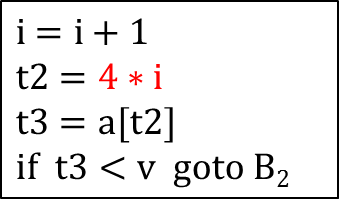 i = i + 1
t2 = 4 * i
t3 = a[t2]
if t3 < v goto B₂